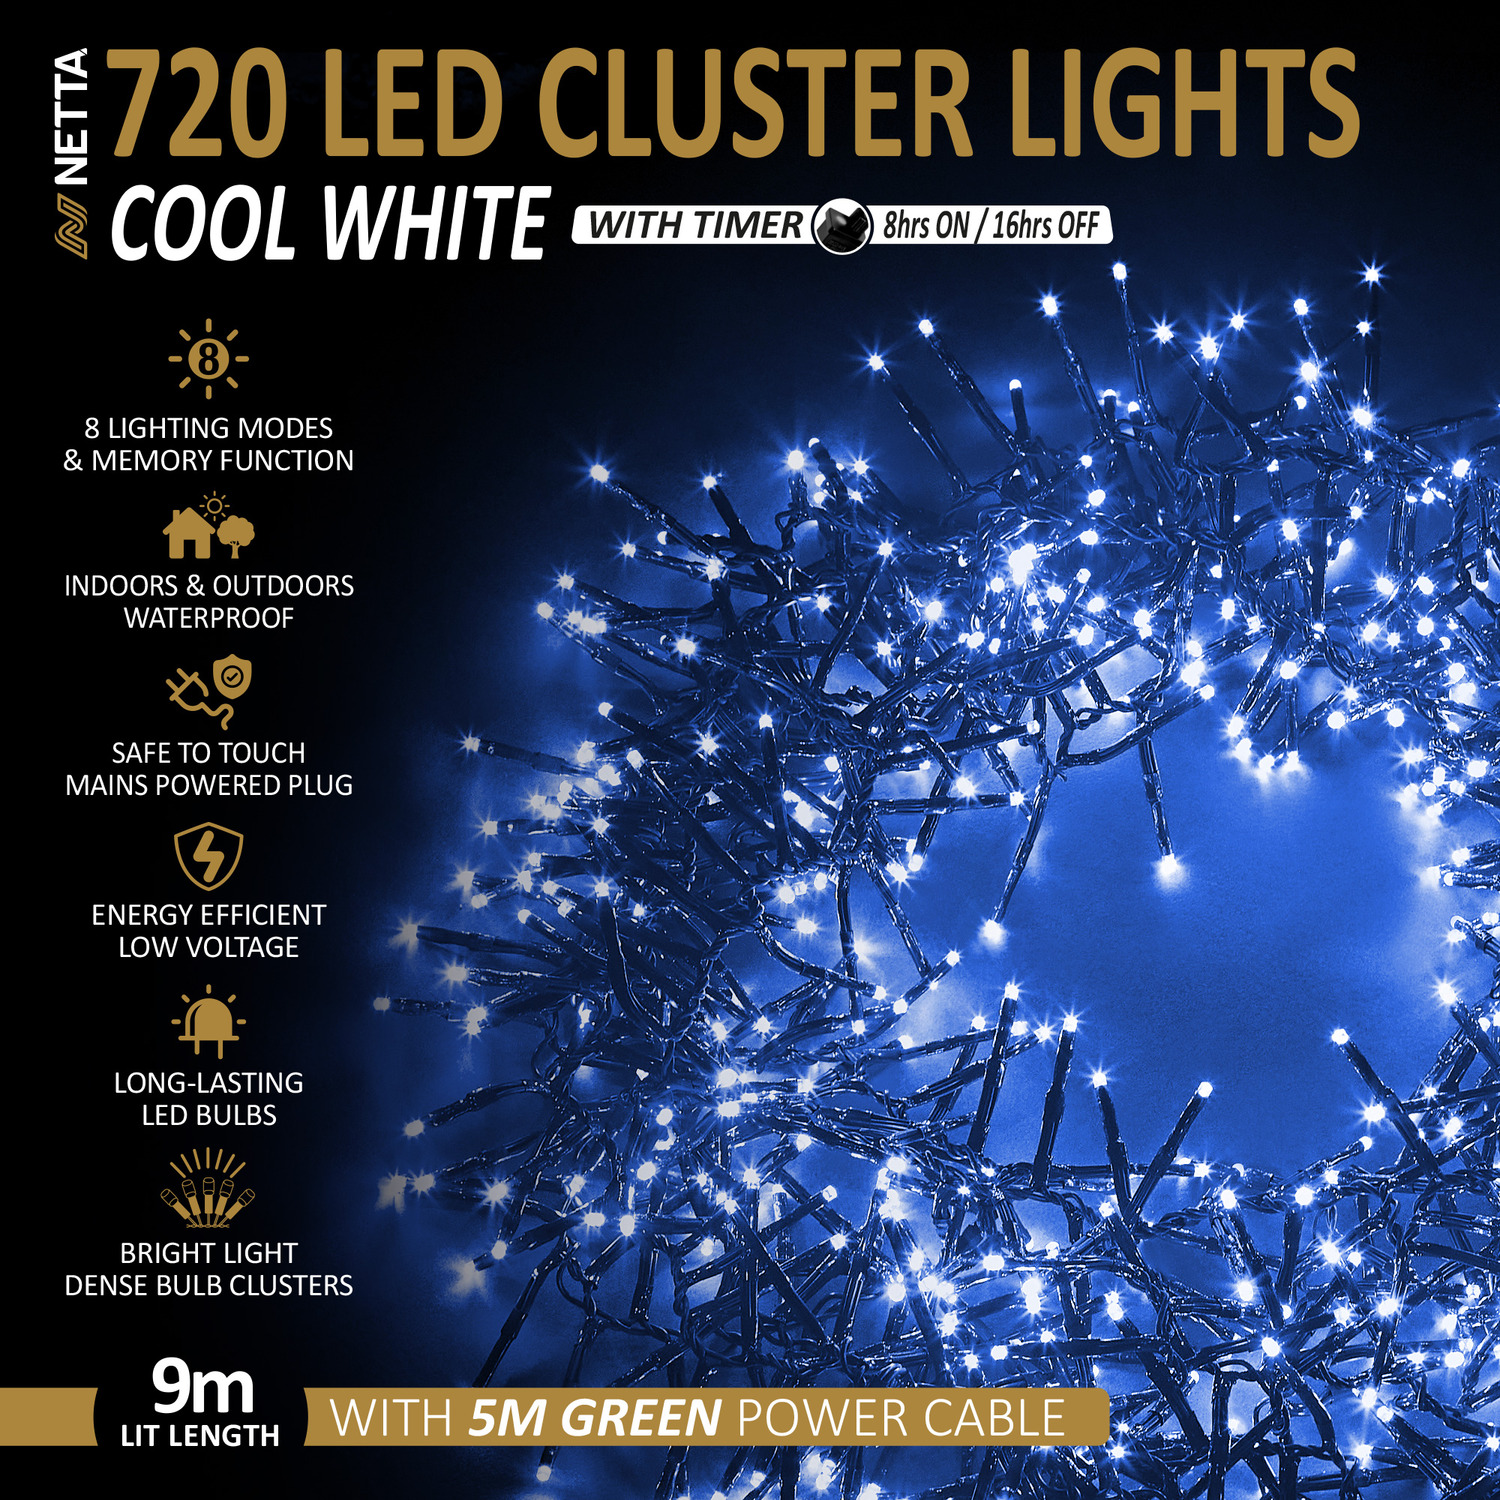 NETTA
720 LED CLUSTER LIGHTS
COOL WHITE
WITH TIMER 8hrs ON / 16hrs OFF
8
8 LIGHTING MODES
& MEMORY FUNCTION
INDOORS & OUTDOORS
WATERPROOF
SAFE TO TOUCH
MAINS POWERED PLUG
ENERGY EFFICIENT
LOW VOLTAGE
LONG-LASTING
LED BULBS
BRIGHT LIGHT
DENSE BULB CLUSTERS
9m
LIT LENGTH
WITH 5M GREEN POWER CABLE